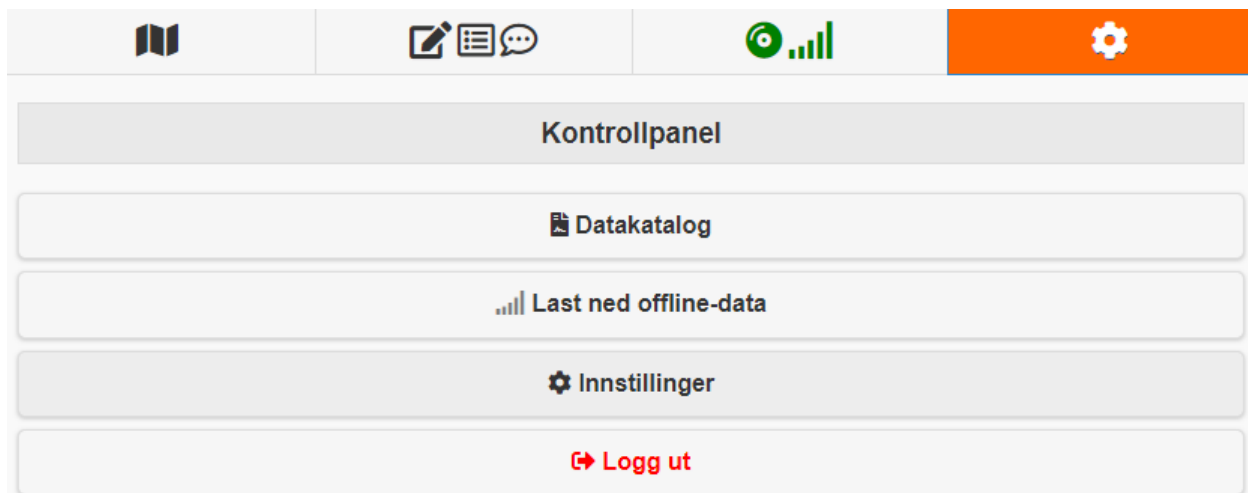 Kontrollpanel
Datakatalog
Last ned offline-data
Innstillinger
Logg ut